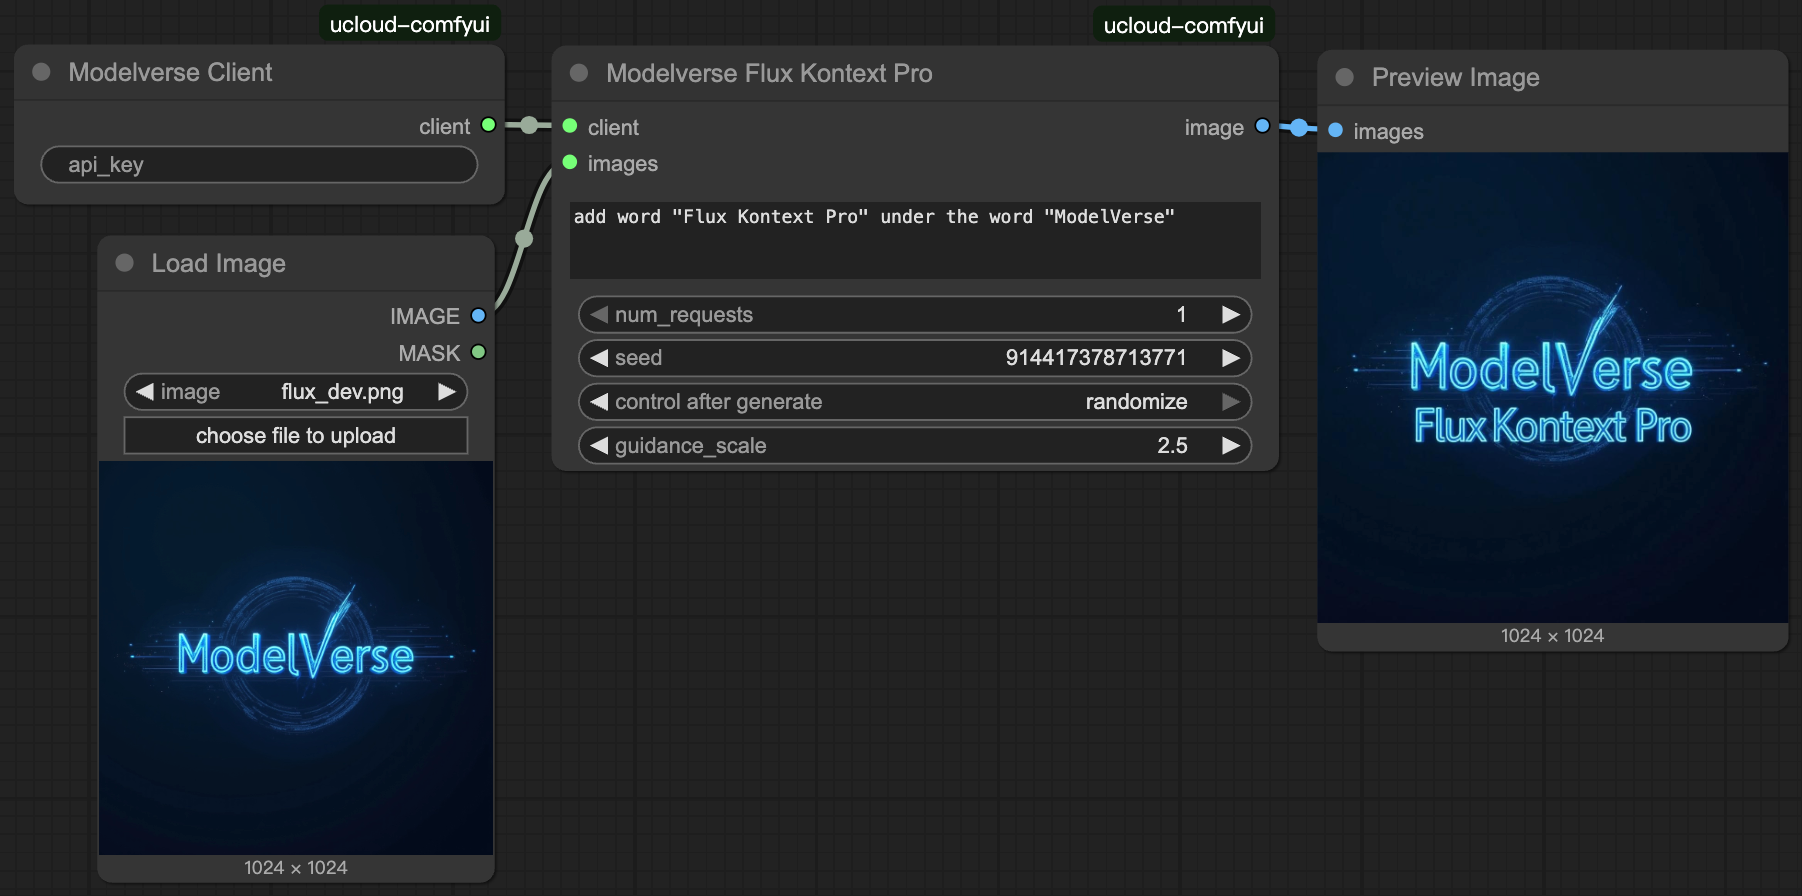 ucloud-comfyui
Modelverse Client
client
api_key
Load Image
IMAGE
MASK
image flux_dev.png
choose file to upload
ModelVerse
1024 × 1024
ucloud-comfyui
Modelverse Flux Kontext Pro
client image
images
add word "Flux Kontext Pro" under the word "ModelVerse"
num_requests 1
seed 914417378713771
control after generate randomize
guidance_scale 2.5
Preview Image
images
ModelVerse
Flux Kontext Pro
1024 × 1024